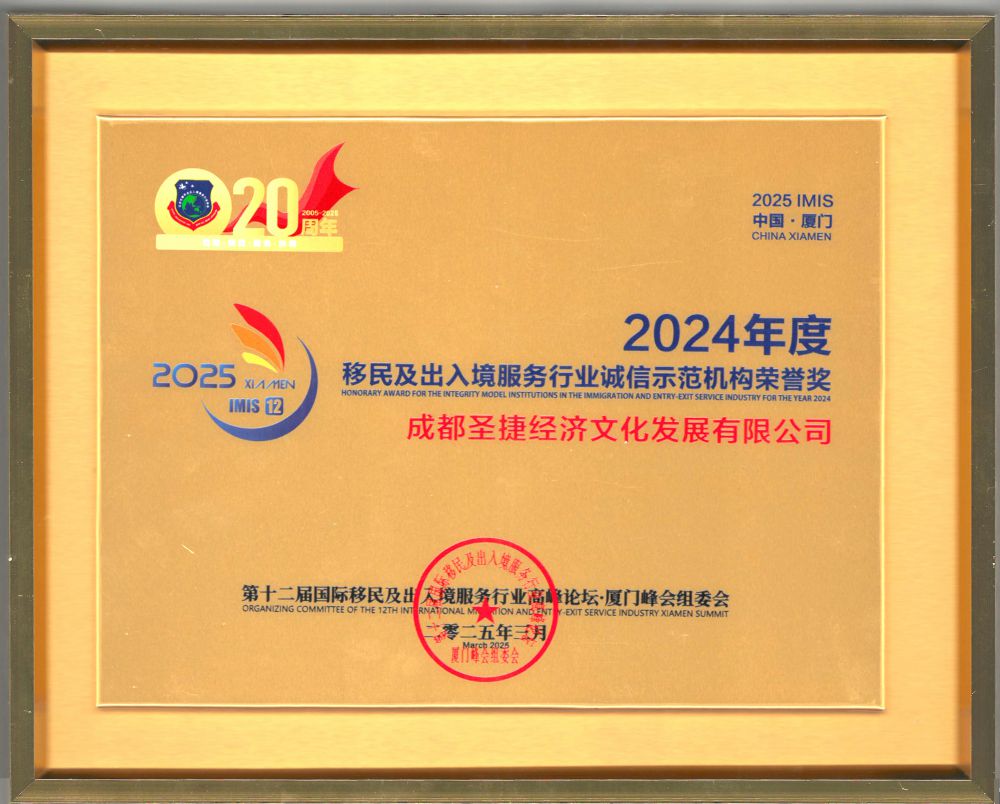 20
2005-2025
周年
2025 IMIS
中国·厦门
CHINA XIAMEN
2025 XIAMEN
IMIS 12
2024年度
移民及出入境服务行业诚信示范机构荣誉奖
HONORARY AWARD FOR THE INTEGRITY MODEL INSTITUTIONS IN THE IMMIGRATION AND ENTRY-EXIT SERVICE INDUSTRY FOR THE YEAR 2024
成都圣捷经济文化发展有限公司
第十二届国际移民及出入境服务行业高峰论坛·厦门峰会组委会
ORGANIZING COMMITTEE OF THE 12TH INTERNATIONAL MIGRATION AND ENTRY-EXIT SERVICE INDUSTRY XIAMEN SUMMIT
二零二五年三月
March 2025
厦门峰会组委会